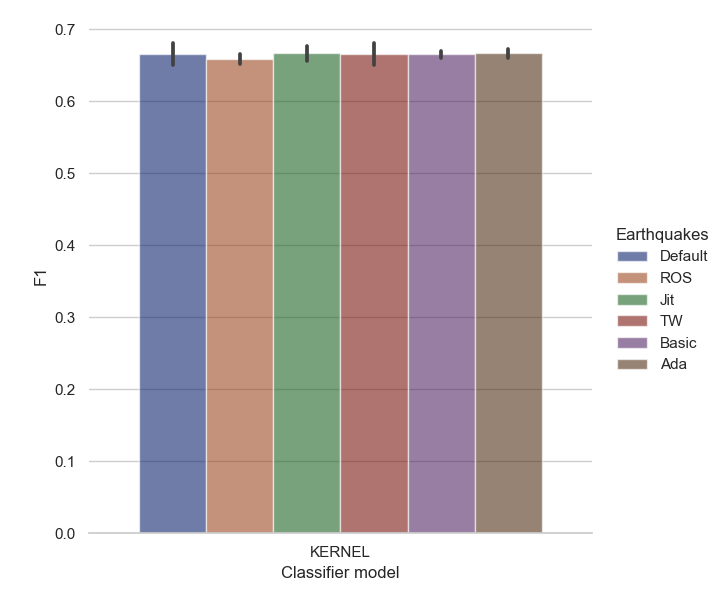 0.7
0.6
0.5
0.4
0.3
0.2
0.1
0.0
F1
KERNEL
Classifier model
Earthquakes
Default
ROS
Jit
TW
Basic
Ada